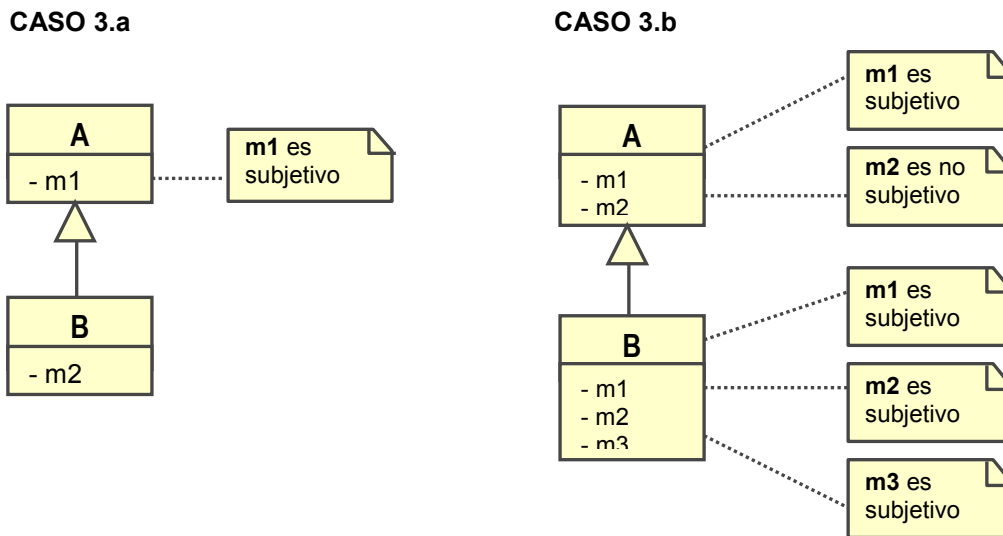 CASO 3.a
A
- m1
m1 es
subjetivo
B
- m2
CASO 3.b
A
- m1
- m2
m1 es
subjetivo
m2 es no
subjetivo
B
- m1
- m2
- m3
m1 es
subjetivo
m2 es
subjetivo
m3 es
subjetivo